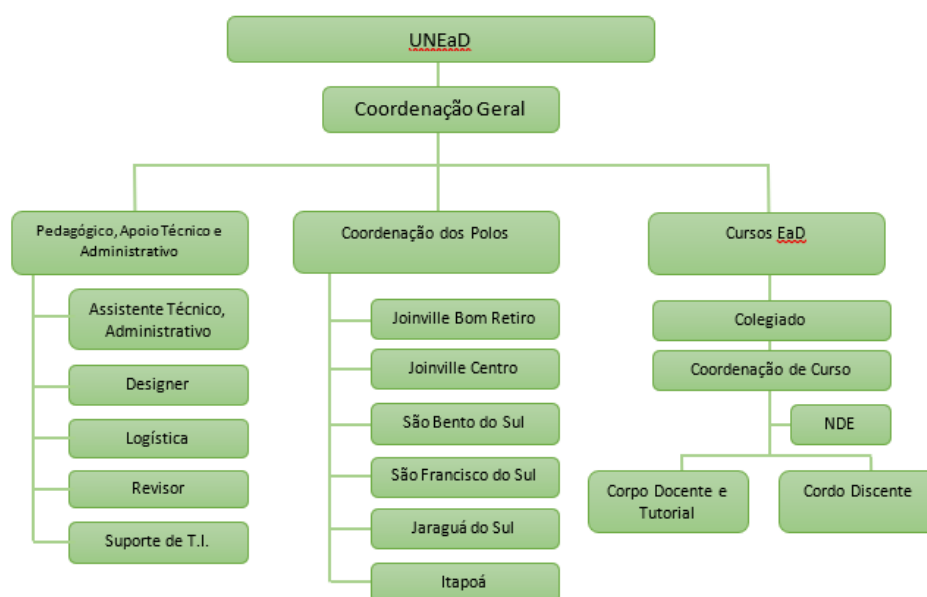 UNEaD
Coordenação Geral
Pedagógico, Apoio Técnico e
Administrativo
Assistente Técnico,
Administrativo
Designer
Logística
Revisor
Suporte de T.I.
Coordenação dos Polos
Joinville Bom Retiro
Joinville Centro
São Bento do Sul
São Francisco do Sul
Jaraguá do Sul
Itapoá
Cursos EaD
Colegiado
Coordenação de Curso
NDE
Corpo Docente e
Tutorial
Cordo Discente